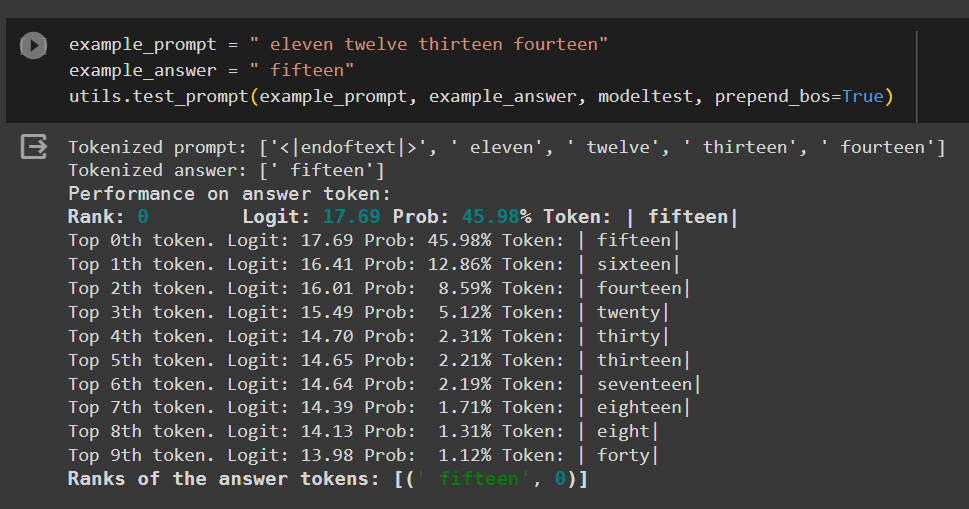 example_prompt = " eleven twelve thirteen fourteen"
example_answer = " fifteen"
utils.test_prompt(example_prompt, example_answer, modeltest, prepend_bos=True)
Tokenized prompt: ['<|endoftext|>', ' eleven', ' twelve', ' thirteen', ' fourteen']
Tokenized answer: [' fifteen']
Performance on answer token:
Rank: 0        Logit: 17.69 Prob: 45.98% Token: | fifteen|
Top 0th token. Logit: 17.69 Prob: 45.98% Token: | fifteen|
Top 1th token. Logit: 16.41 Prob: 12.86% Token: | sixteen|
Top 2th token. Logit: 16.01 Prob:  8.59% Token: | fourteen|
Top 3th token. Logit: 15.49 Prob:  5.12% Token: | twenty|
Top 4th token. Logit: 14.70 Prob:  2.31% Token: | thirty|
Top 5th token. Logit: 14.65 Prob:  2.21% Token: | thirteen|
Top 6th token. Logit: 14.64 Prob:  2.19% Token: | seventeen|
Top 7th token. Logit: 14.39 Prob:  1.71% Token: | eighteen|
Top 8th token. Logit: 14.13 Prob:  1.31% Token: | eight|
Top 9th token. Logit: 13.98 Prob:  1.12% Token: | forty|
Ranks of the answer tokens: [(' fifteen', 0)]